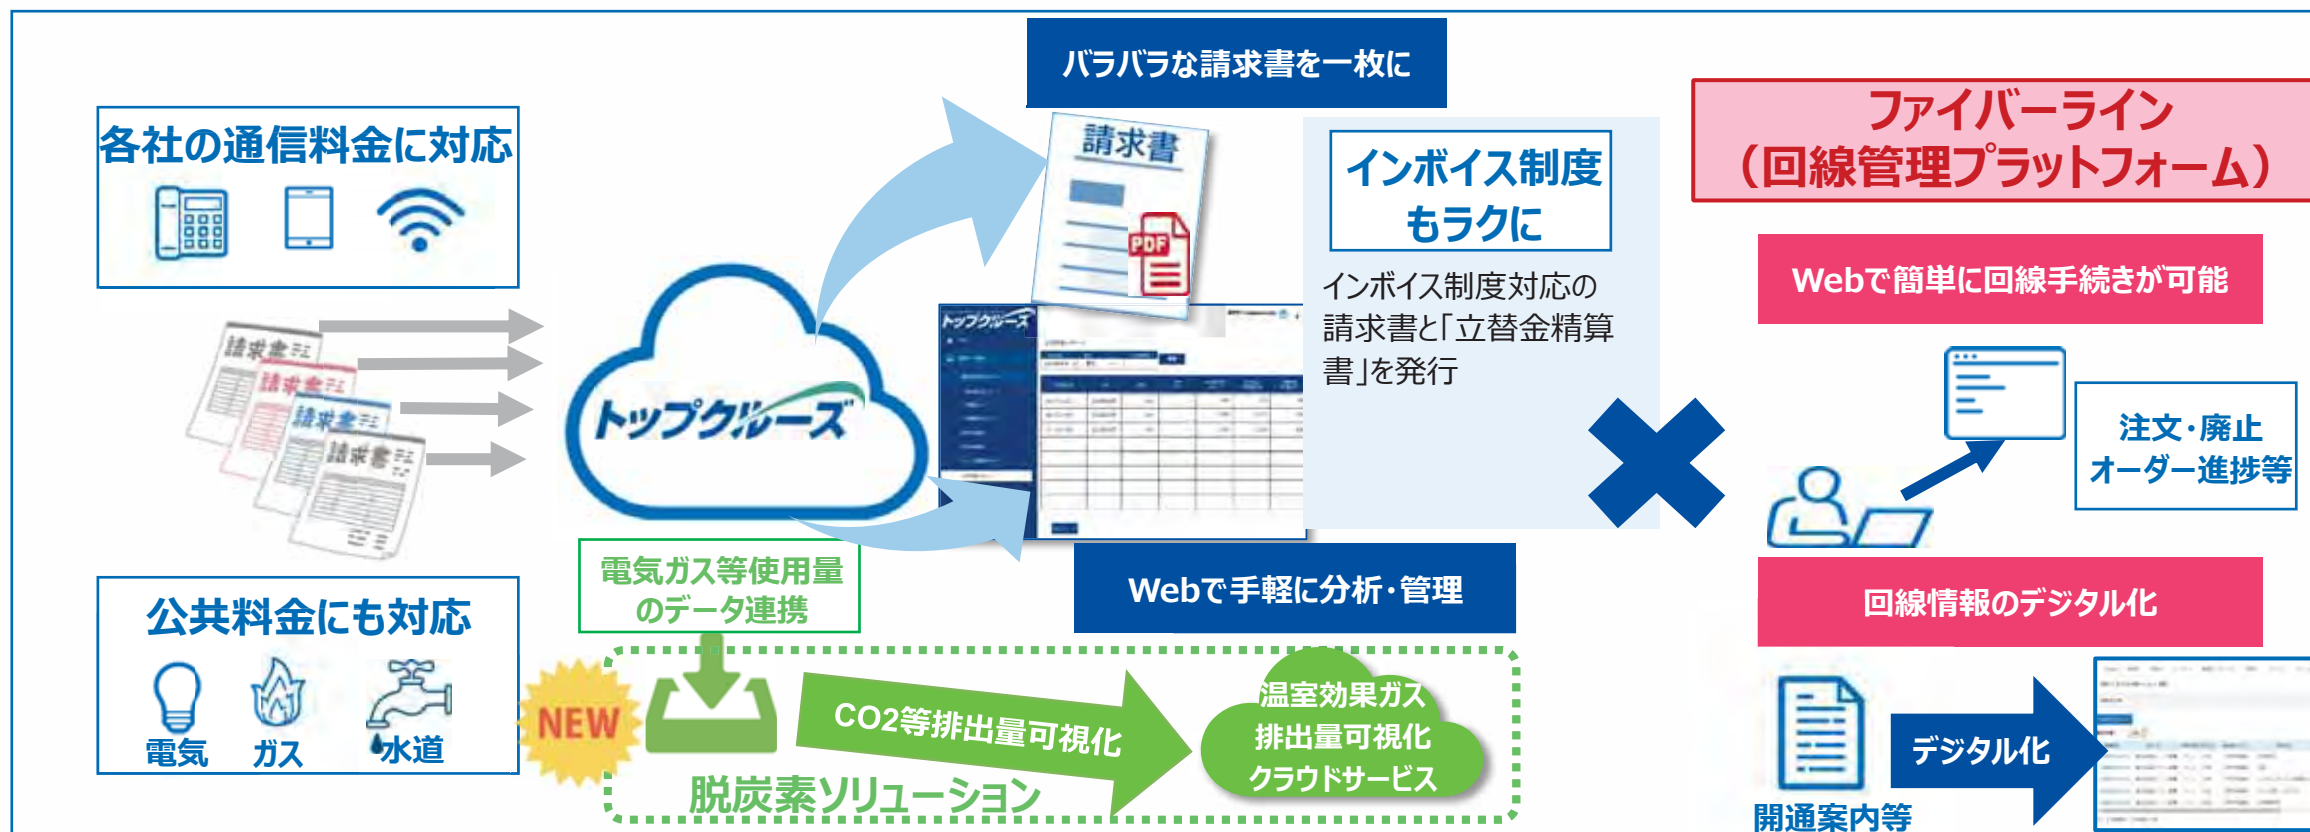 バラバラな請求書を一枚に
各社の通信料金に対応
請求書
請求書
請求書
請求書
公共料金にも対応
電気
ガス
水道
トップクルーズ
請求書
PDF
トップクルーズ
インボイス制度
もラクに
インボイス制度対応の
請求書と「立替金精算
書」を発行
Webで手軽に分析・管理
電気ガス等使用量
のデータ連携
NEW
CO2等排出量可視化
温室効果ガス
排出量可視化
クラウドサービス
脱炭素ソリューション
ファイバーライン
（回線管理プラットフォーム）
Webで簡単に回線手続きが可能
注文・廃止
オーダー進捗等
回線情報のデジタル化
デジタル化
開通案内等